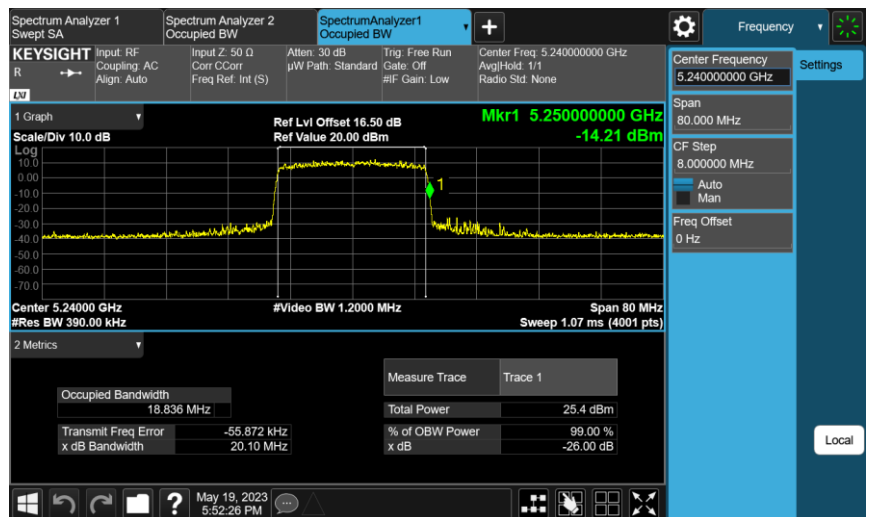 Spectrum Analyzer 1
Swept SA
Spectrum Analyzer 2
Occupied BW
SpectrumAnalyzer1
Occupied BW
Frequency
KEYSIGHT
R
LXI
Input: RF
Coupling: AC
Align: Auto
Input Z: 50 Ω
Corr CCorr
Freq Ref: Int (S)
Atten: 30 dB
µW Path: Standard
Trig: Free Run
Gate: Off
#IF Gain: Low
Center Freq: 5.240000000 GHz
Avg|Hold: 1/1
Radio Std: None
Center Frequency
5.240000000 GHz
Settings
Span
80.000 MHz
CF Step
8.000000 MHz
Auto
Man
Freq Offset
0 Hz
Local
1 Graph
Scale/Div 10.0 dB
Ref Lvl Offset 16.50 dB
Ref Value 20.00 dBm
Mkr1 5.250000000 GHz
-14.21 dBm
Log
10.0
0.00
-10.0
-20.0
-30.0
-40.0
-50.0
-60.0
-70.0
1
Center 5.24000 GHz
#Res BW 390.00 kHz
#Video BW 1.2000 MHz
Span 80 MHz
Sweep 1.07 ms (4001 pts)
2 Metrics
Measure Trace Trace 1
Occupied Bandwidth
18.836 MHz
Total Power 25.4 dBm
Transmit Freq Error -55.872 kHz
% of OBW Power 99.00 %
x dB Bandwidth 20.10 MHz
x dB -26.00 dB
?
May 19, 2023
5:52:26 PM